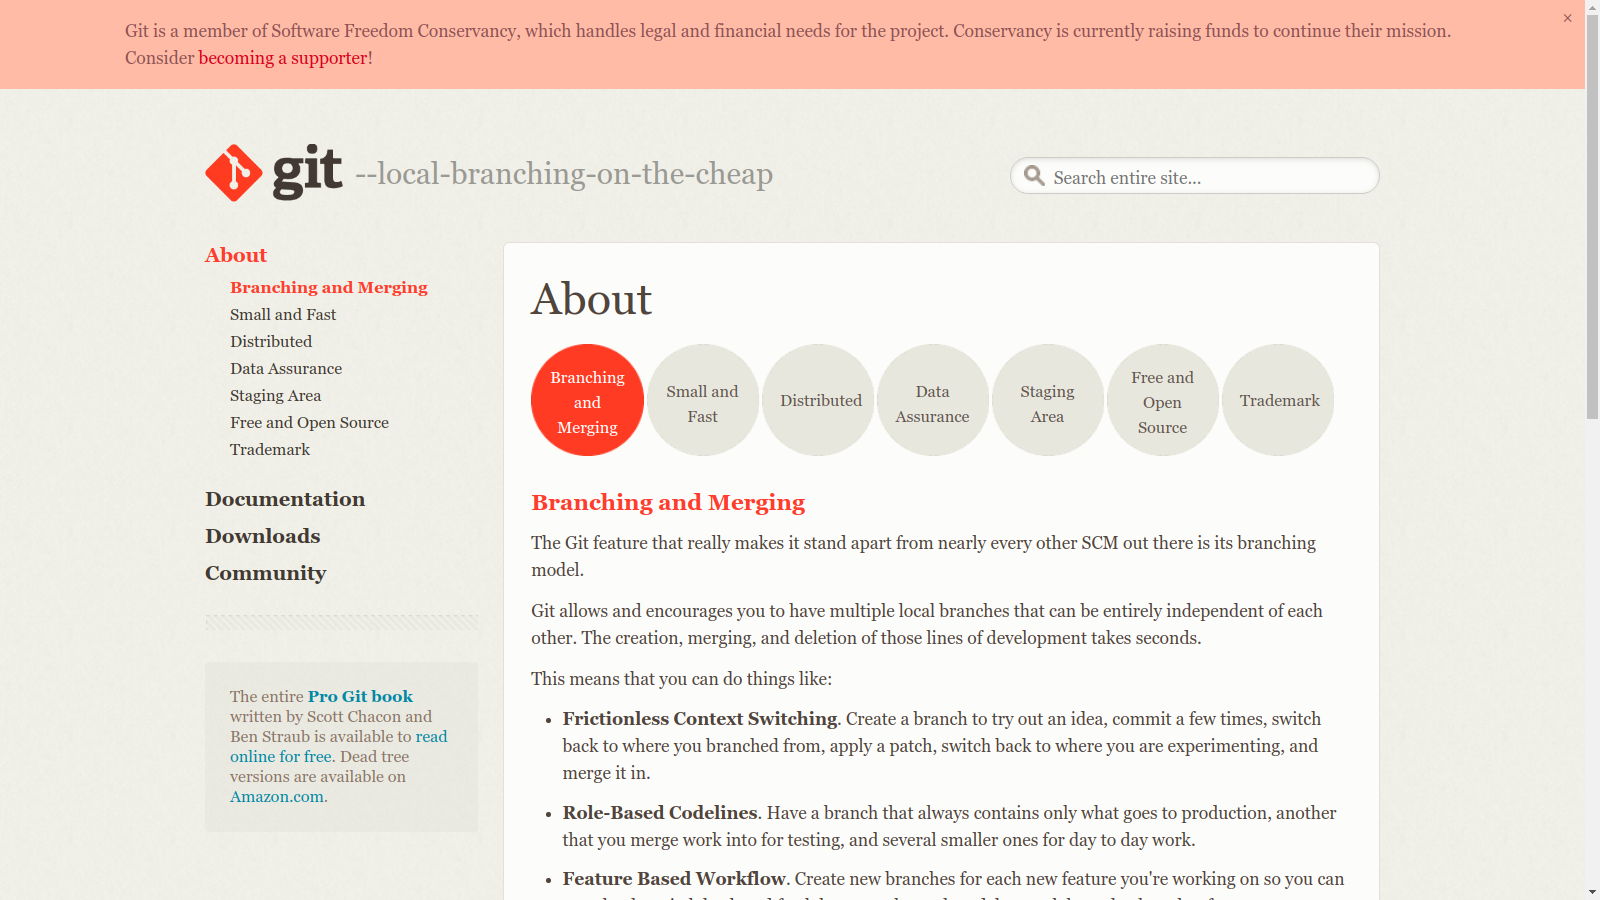 Git is a member of Software Freedom Conservancy, which handles legal and financial needs for the project. Conservancy is currently raising funds to continue their mission.
Consider becoming a supporter!
×
git --local-branching-on-the-cheap
Search entire site...
About
Branching and Merging
Small and Fast
Distributed
Data Assurance
Staging Area
Free and Open Source
Trademark
Documentation
Downloads
Community
The entire Pro Git book
written by Scott Chacon and
Ben Straub is available to read
online for free. Dead tree
versions are available on
Amazon.com.
About
Branching
and
Merging
Small and
Fast
Distributed
Data
Assurance
Staging
Area
Free and
Open
Source
Trademark
Branching and Merging
The Git feature that really makes it stand apart from nearly every other SCM out there is its branching
model.
Git allows and encourages you to have multiple local branches that can be entirely independent of each
other. The creation, merging, and deletion of those lines of development takes seconds.
This means that you can do things like:
• Frictionless Context Switching. Create a branch to try out an idea, commit a few times, switch
back to where you branched from, apply a patch, switch back to where you are experimenting, and
merge it in.
• Role-Based Codelines. Have a branch that always contains only what goes to production, another
that you merge work into for testing, and several smaller ones for day to day work.
• Feature Based Workflow. Create new branches for each new feature you're working on so you can